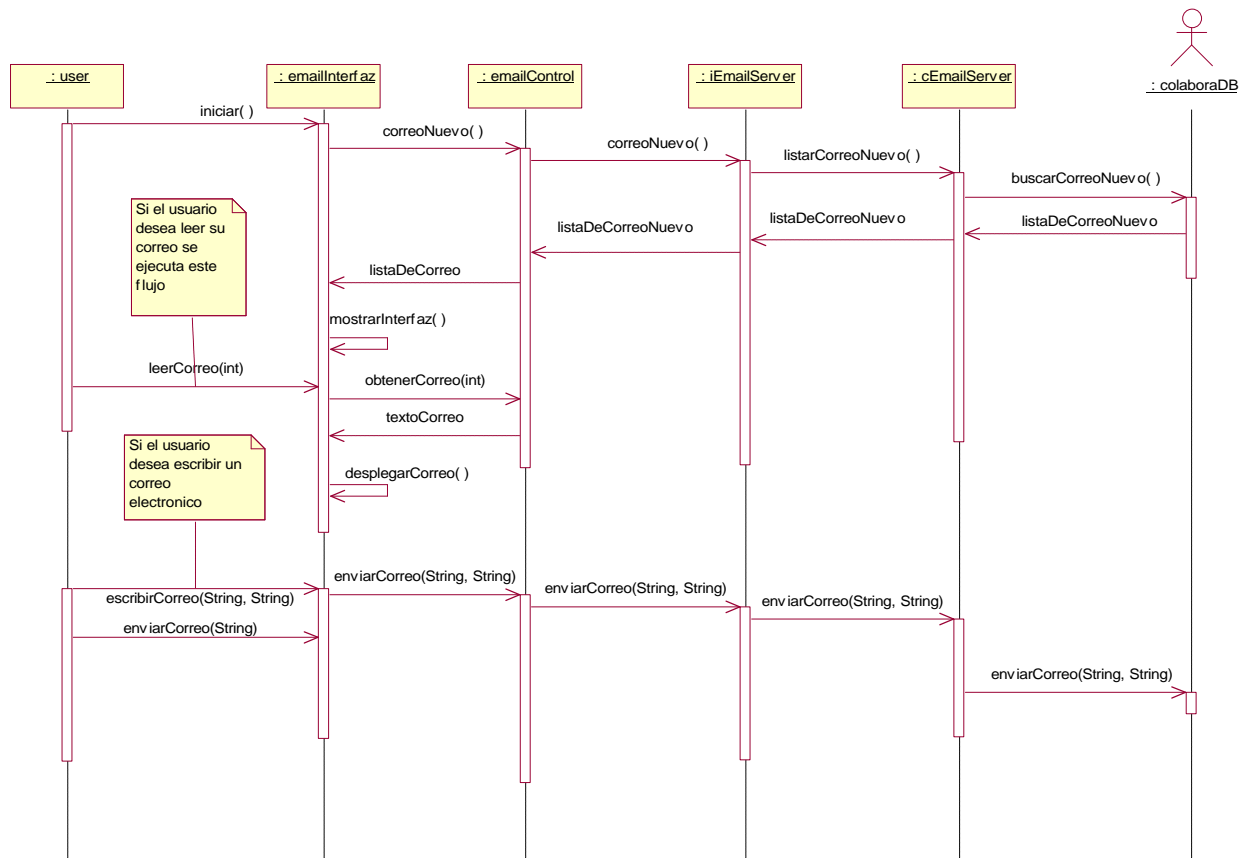 : user
: emailInterfaz
: emailControl
: iEmailServer
: cEmailServer
: colaboraDB
iniciar( )
correoNuevo( )
correoNuevo( )
listarCorreoNuevo( )
buscarCorreoNuevo( )
Si el usuario
desea leer su
correo se
ejecuta este
flujo
listaDeCorreoNuevo
listaDeCorreoNuevo
listaDeCorreoNuevo
listaDeCorreo
mostrarInterfaz( )
leerCorreo(int)
obtenerCorreo(int)
textoCorreo
Si el usuario
desea escribir un
correo
electronico
desplegarCorreo( )
enviarCorreo(String, String)
enviarCorreo(String, String)
escribirCorreo(String, String)
enviarCorreo(String, String)
enviarCorreo(String)
enviarCorreo(String, String)